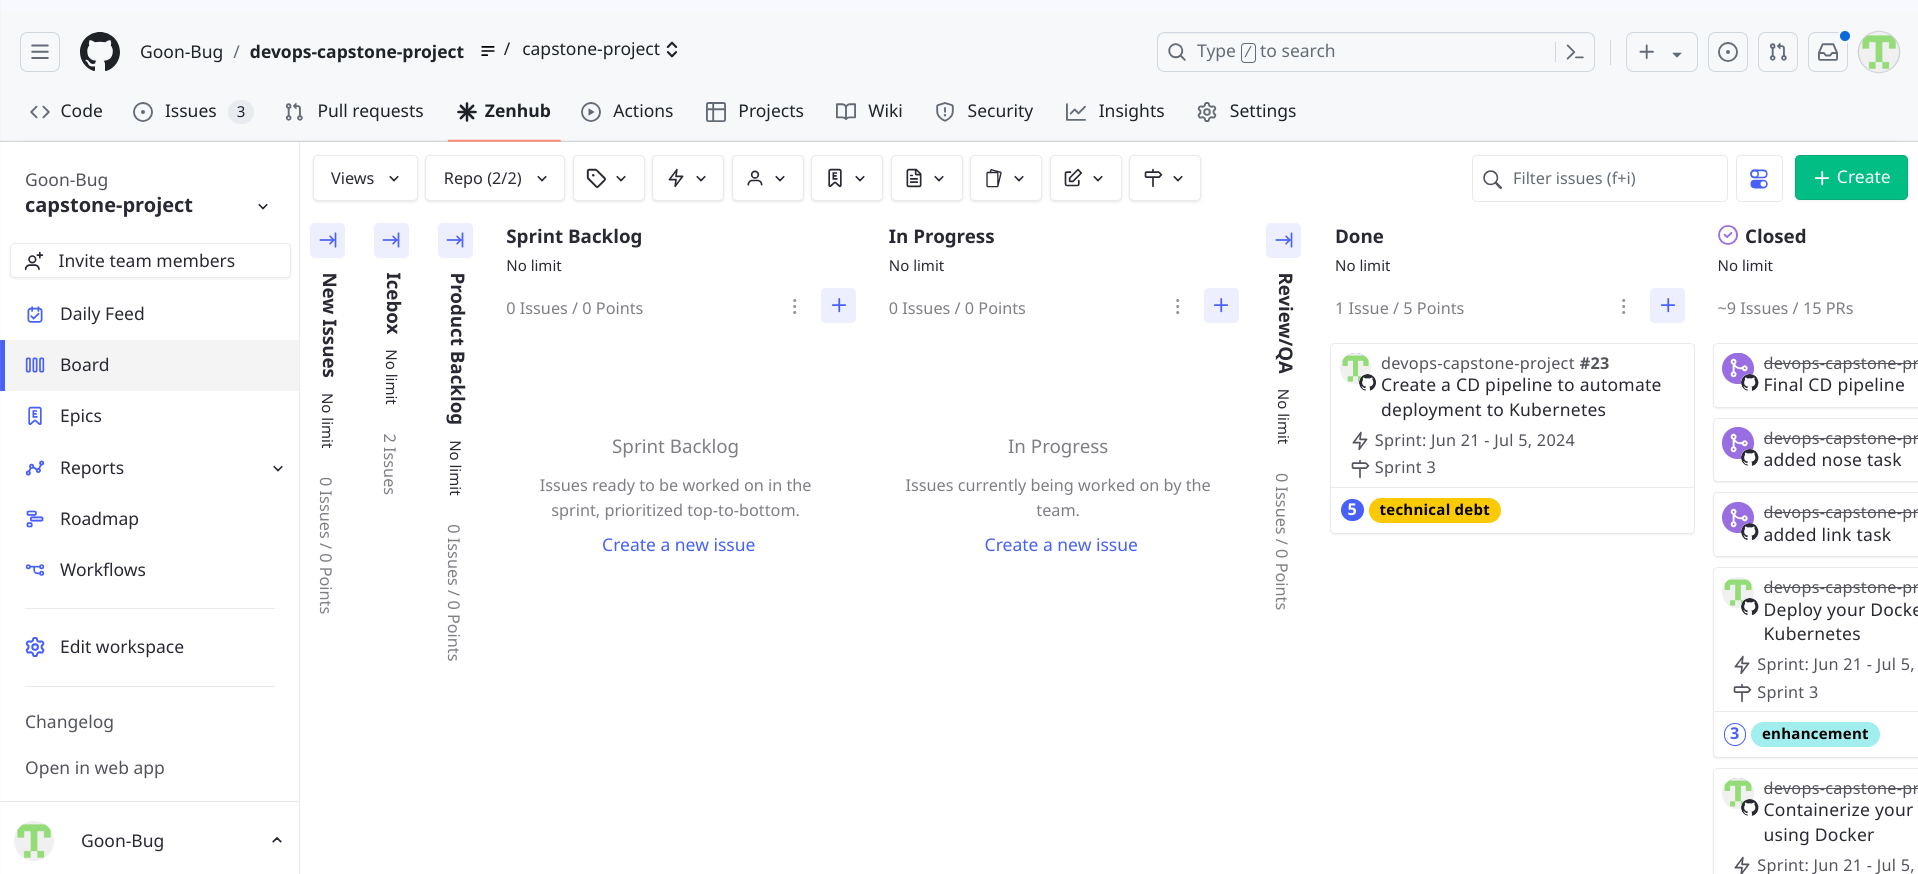 Goon-Bug / devops-capstone-project / capstone-project
Type / to search
Code
Issues 3
Pull requests
Zenhub
Actions
Projects
Wiki
Security
Insights
Settings
Goon-Bug
capstone-project
Invite team members
Daily Feed
Board
Epics
Reports
Roadmap
Workflows
Edit workspace
Changelog
Open in web app
Goon-Bug
Views
Repo (2/2)
Filter issues (f+i)
+ Create
New Issues No limit 0 Issues / 0 Points
Icebox No limit 2 Issues
Product Backlog No limit 0 Issues / 0 Points
Sprint Backlog
No limit
0 Issues / 0 Points
Sprint Backlog
Issues ready to be worked on in the
sprint, prioritized top-to-bottom.
Create a new issue
In Progress
No limit
0 Issues / 0 Points
In Progress
Issues currently being worked on by the
team.
Create a new issue
Review/QA No limit 0 Issues / 0 Points
Done
No limit
1 Issue / 5 Points
devops-capstone-project #23
Create a CD pipeline to automate
deployment to Kubernetes
Sprint: Jun 21 - Jul 5, 2024
Sprint 3
5 technical debt
Closed
No limit
~9 Issues / 15 PRs
devops-capstone-pr
Final CD pipeline
devops-capstone-pr
added nose task
devops-capstone-pr
added link task
devops-capstone-pr
Deploy your Docke
Kubernetes
Sprint: Jun 21 - Jul 5,
Sprint 3
3 enhancement
devops-capstone-pr
Containerize your
using Docker
Sprint: Jun 21 - Jul 5,